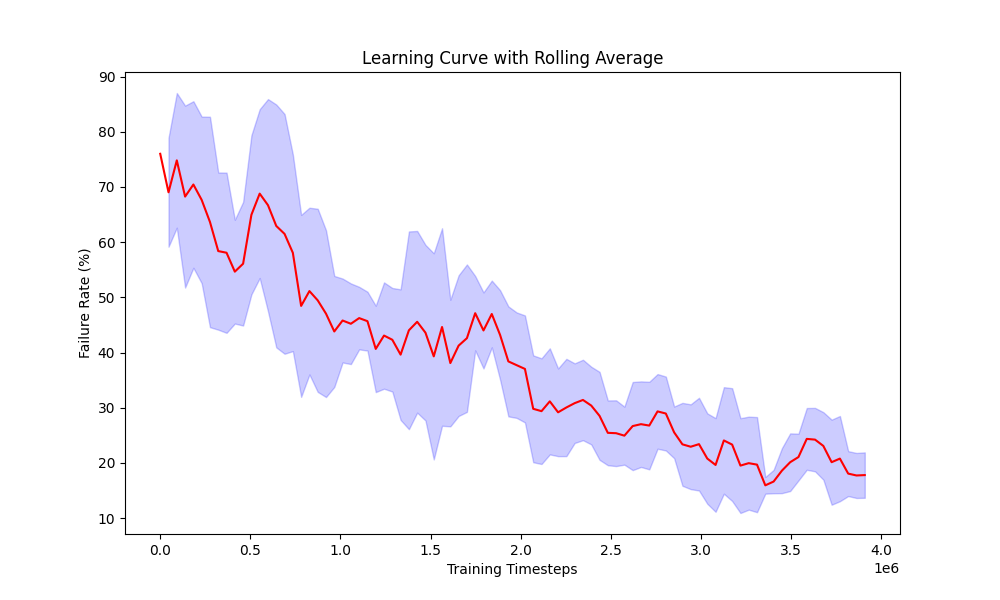 Learning Curve with Rolling Average
90
80
70
60
50
40
30
20
10
Failure Rate (%)
0.0 0.5 1.0 1.5 2.0 2.5 3.0 3.5 4.0
1e6
Training Timesteps